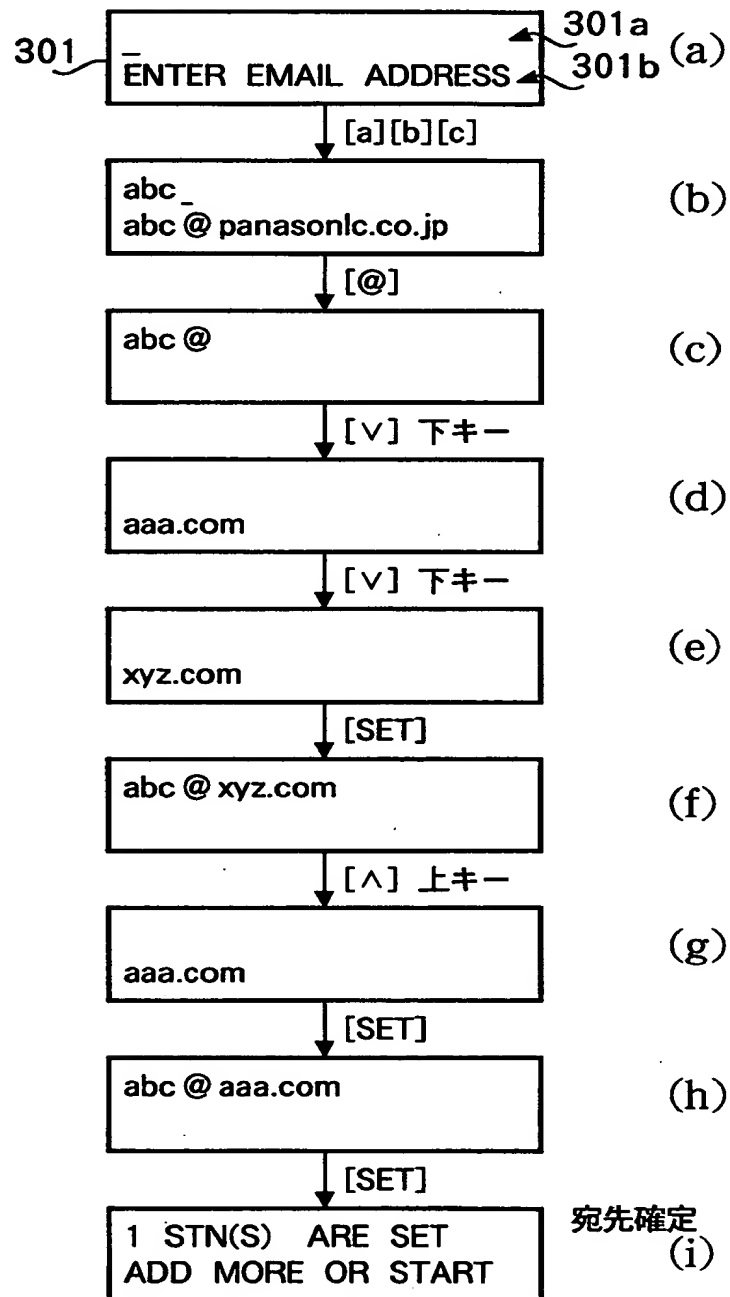 301
301a
(a)
_
ENTER EMAIL ADDRESS
301b
[a][b][c]
abc_
(b)
abc@panasonlc.co.jp
[@]
abc@
(c)
[∨] 下キー
(d)
aaa.com
[∨] 下キー
(e)
xyz.com
[SET]
abc@xyz.com
(f)
[∧] 上キー
(g)
aaa.com
[SET]
abc@aaa.com
(h)
[SET]
1 STN(S) ARE SET
宛先確定
ADD MORE OR START
(i)